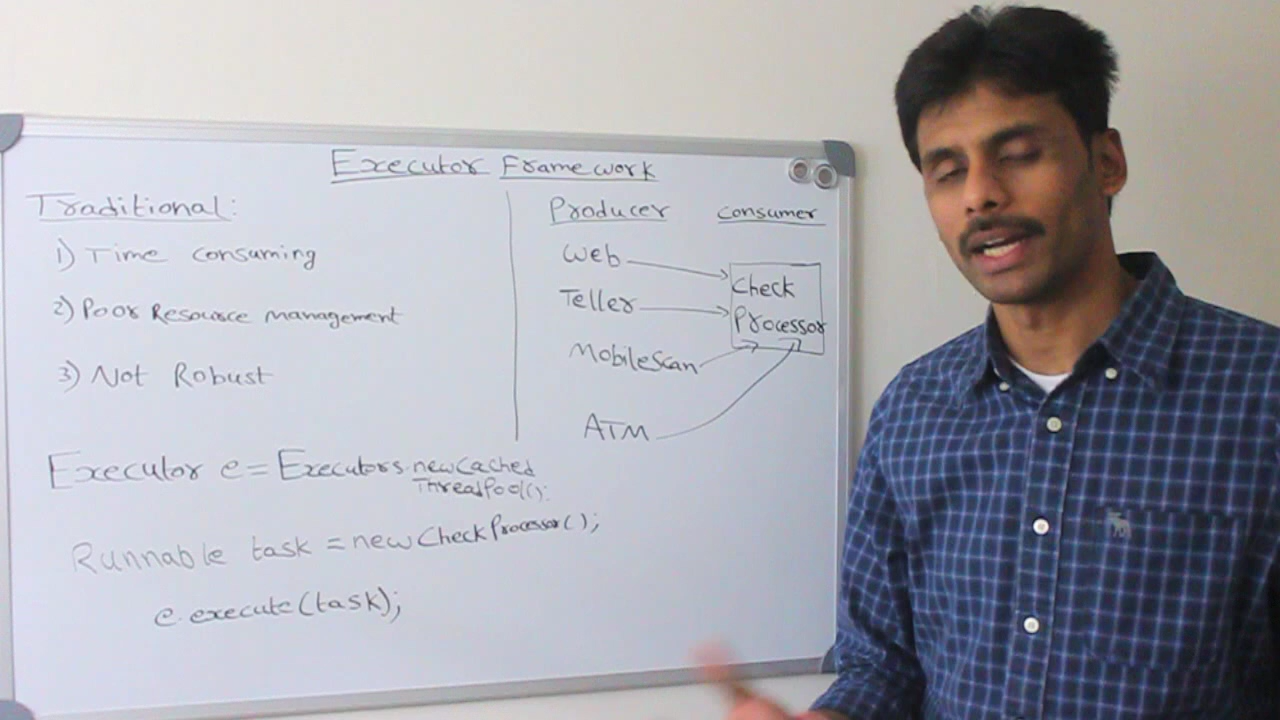 Executor Framework
Traditional:
1) Time consuming
2) Poor Resource management
3) Not Robust
Producer consumer
Web
Teller
Mobilescan
ATM
Check
Processor
Executor e = Executors.newCached
ThreadPool();
Runnable task = new CheckProcessor();
e.execute(task);